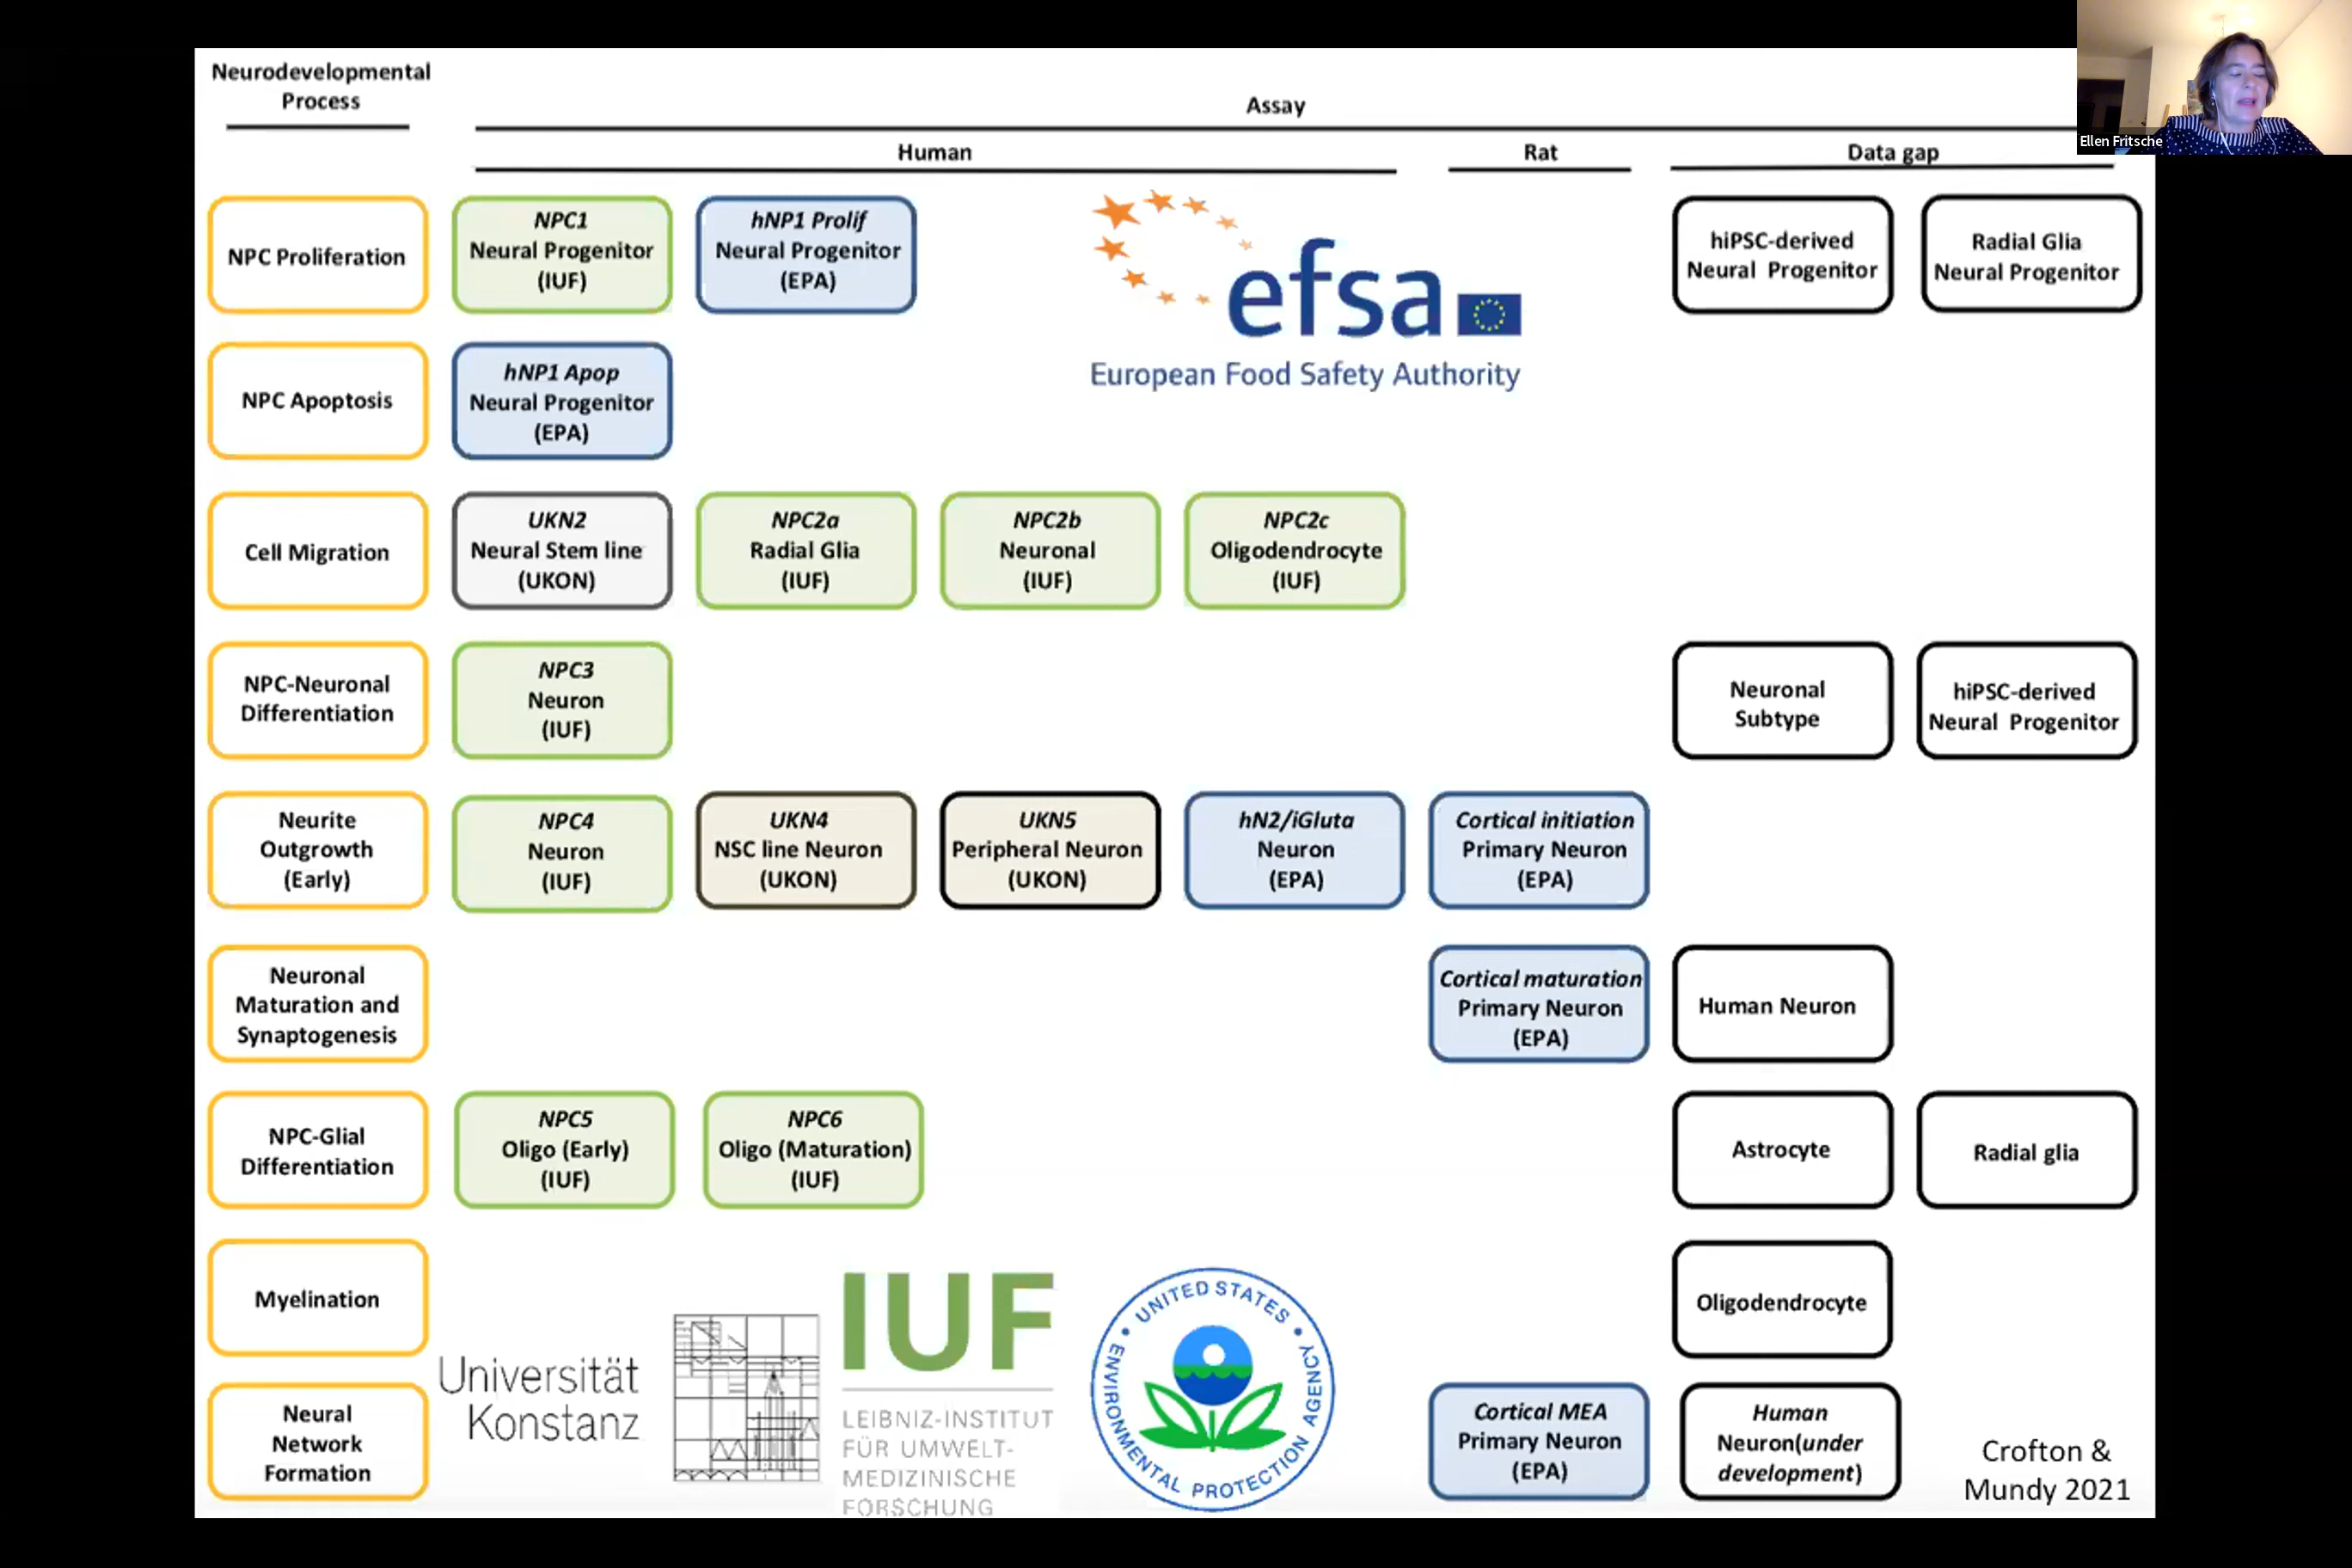 Neurodevelopmental
Process
Assay
Human
Rat
Data gap
Ellen Fritsche
NPC Proliferation
NPC1
Neural Progenitor
(IUF)
hNP1 Prolif
Neural Progenitor
(EPA)
efsa
European Food Safety Authority
hiPSC-derived
Neural Progenitor
Radial Glia
Neural Progenitor
NPC Apoptosis
hNP1 Apop
Neural Progenitor
(EPA)
Cell Migration
UKN2
Neural Stem line
(UKON)
NPC2a
Radial Glia
(IUF)
NPC2b
Neuronal
(IUF)
NPC2c
Oligodendrocyte
(IUF)
NPC-Neuronal
Differentiation
NPC3
Neuron
(IUF)
Neuronal
Subtype
hiPSC-derived
Neural Progenitor
Neurite
Outgrowth
(Early)
NPC4
Neuron
(IUF)
UKN4
NSC line Neuron
(UKON)
UKN5
Peripheral Neuron
(UKON)
hN2/iGluta
Neuron
(EPA)
Cortical initiation
Primary Neuron
(EPA)
Neuronal
Maturation and
Synaptogenesis
Cortical maturation
Primary Neuron
(EPA)
Human Neuron
NPC-Glial
Differentiation
NPC5
Oligo (Early)
(IUF)
NPC6
Oligo (Maturation)
(IUF)
Astrocyte
Radial glia
Myelination
Oligodendrocyte
Universität
Konstanz
IUF
LEIBNIZ-INSTITUT
FÜR UMWELT-
MEDIZINISCHE
FORSCHUNG
UNITED STATES
ENVIRONMENTAL PROTECTION AGENCY
Neural
Network
Formation
Cortical MEA
Primary Neuron
(EPA)
Human
Neuron(under
development)
Crofton &
Mundy 2021